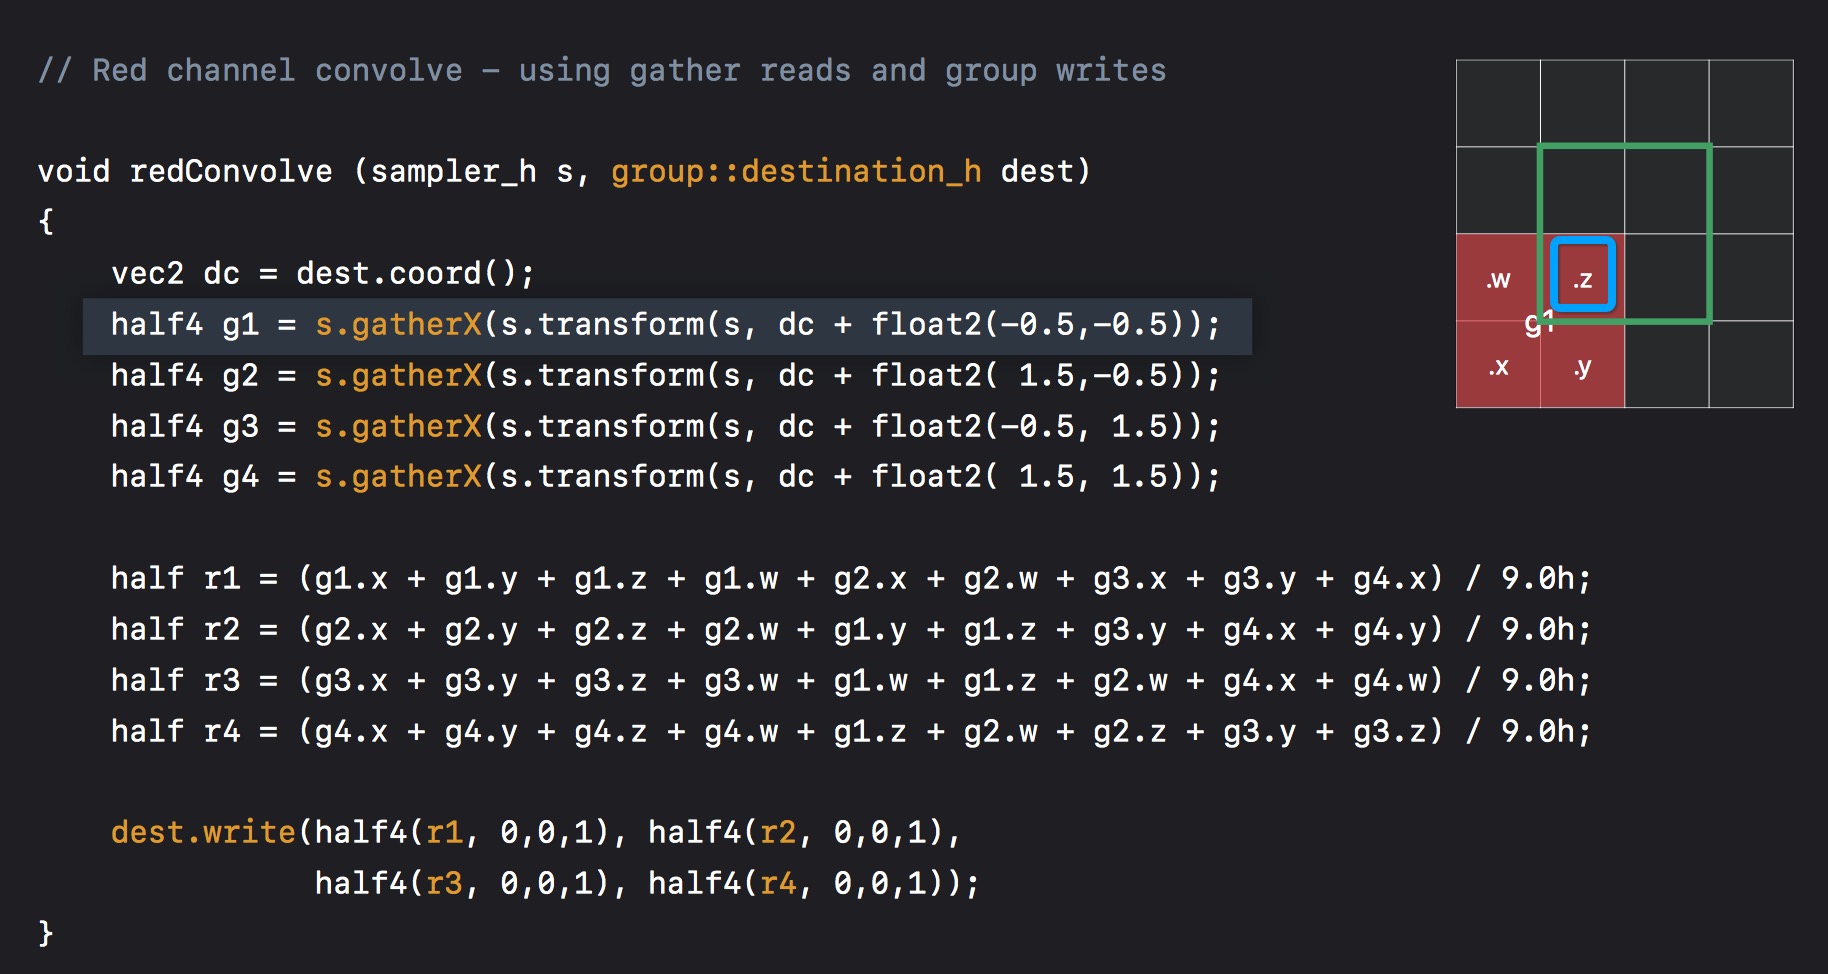 // Red channel convolve – using gather reads and group writes
void redConvolve (sampler_h s, group::destination_h dest)
{
vec2 dc = dest.coord();
half4 g1 = s.gatherX(s.transform(s, dc + float2(-0.5,-0.5));
half4 g2 = s.gatherX(s.transform(s, dc + float2( 1.5,-0.5));
half4 g3 = s.gatherX(s.transform(s, dc + float2(-0.5, 1.5));
half4 g4 = s.gatherX(s.transform(s, dc + float2( 1.5, 1.5));
half r1 = (g1.x + g1.y + g1.z + g1.w + g2.x + g2.w + g3.x + g3.y + g4.x) / 9.0h;
half r2 = (g2.x + g2.y + g2.z + g2.w + g1.y + g1.z + g3.y + g4.x + g4.y) / 9.0h;
half r3 = (g3.x + g3.y + g3.z + g3.w + g1.w + g1.z + g2.w + g4.x + g4.w) / 9.0h;
half r4 = (g4.x + g4.y + g4.z + g4.w + g1.z + g2.w + g2.z + g3.y + g3.z) / 9.0h;
dest.write(half4(r1, 0,0,1), half4(r2, 0,0,1),
half4(r3, 0,0,1), half4(r4, 0,0,1));
}
.w .z
g1
.x .y